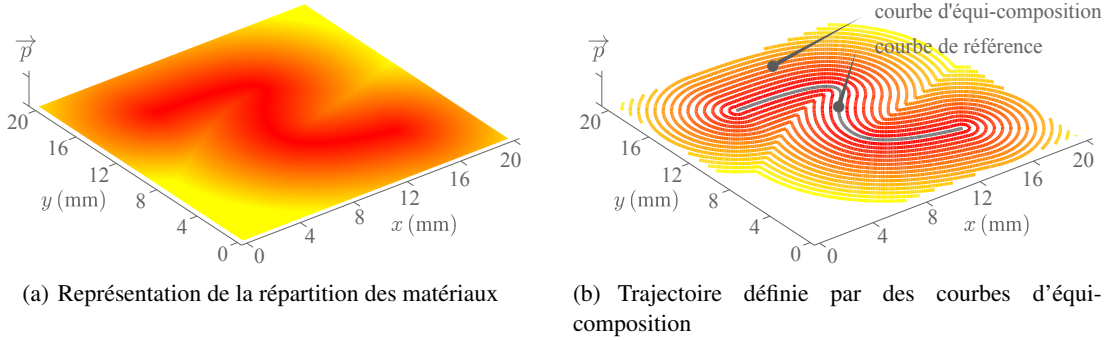 courbe d'équi-composition
courbe de référence
p
p
20
16
12
8
4
0
y (mm)
0
4
8
12
16
20
x (mm)
20
16
12
8
4
0
y (mm)
0
4
8
12
16
20
x (mm)
(a) Représentation de la répartition des matériaux
(b) Trajectoire définie par des courbes d'équi-
composition